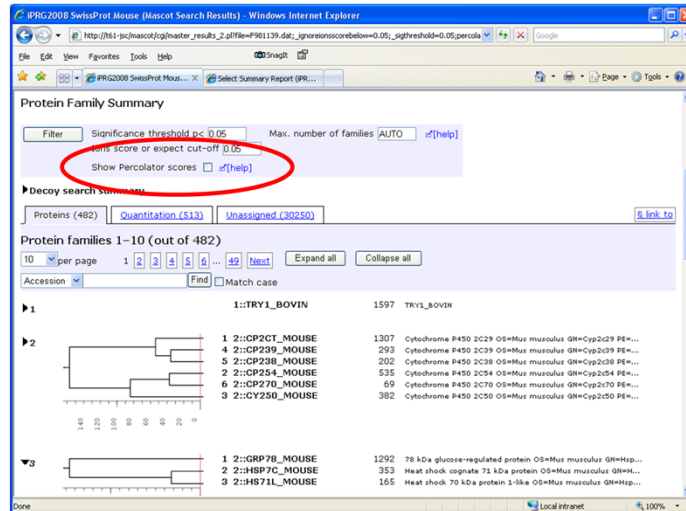 iPRG2008 SwissProt Mouse (Mascot Search Results) - Windows Internet Explorer
http://t61-jsc/mascot/cgi/master_results_2.pl?file=F981139.dat;_ignoreionsscorebelow=0.05;_sigthreshold=0.05;percola
Google
File Edit View Favorites Tools Help SnagIt
iPRG2008 SwissProt Mous... Select Summary Report (iPR... Page Tools
Protein Family Summary
Filter Significance threshold p< 0.05 Max. number of families AUTO [help]
Ions score or expect cut-off 0.05
Show Percolator scores [help]
Decoy search summary
Proteins (482) Quantitation (513) Unassigned (30250) § link to
Protein families 1–10 (out of 482)
10 per page 1 2 3 4 5 6 ... 49 Next Expand all Collapse all
Accession Find Match case
1 1::TRY1_BOVIN 1597 TRY1_BOVIN
2 1 2::CP2CT_MOUSE 1307 Cytochrome P450 2C29 OS=Mus musculus GN=Cyp2c29 PE=...
4 2::CP239_MOUSE 293 Cytochrome P450 2C39 OS=Mus musculus GN=Cyp2c39 PE=...
5 2::CP238_MOUSE 202 Cytochrome P450 2C38 OS=Mus musculus GN=Cyp2c38 PE=...
2 2::CP254_MOUSE 535 Cytochrome P450 2C54 OS=Mus musculus GN=Cyp2c54 PE=...
6 2::CP270_MOUSE 69 Cytochrome P450 2C70 OS=Mus musculus GN=Cyp2c70 PE=...
3 2::CY250_MOUSE 382 Cytochrome P450 2C50 OS=Mus musculus GN=Cyp2c50 PE=...
140 120 100 80 60 40 20 0
3 1 2::GRP78_MOUSE 1292 78 kDa glucose-regulated protein OS=Mus musculus GN=Hsp...
2 2::HSP7C_MOUSE 353 Heat shock cognate 71 kDa protein OS=Mus musculus GN=H...
3 2::HS71L_MOUSE 165 Heat shock 70 kDa protein 1-like OS=Mus musculus GN=Hsp...
Done Local intranet 100%